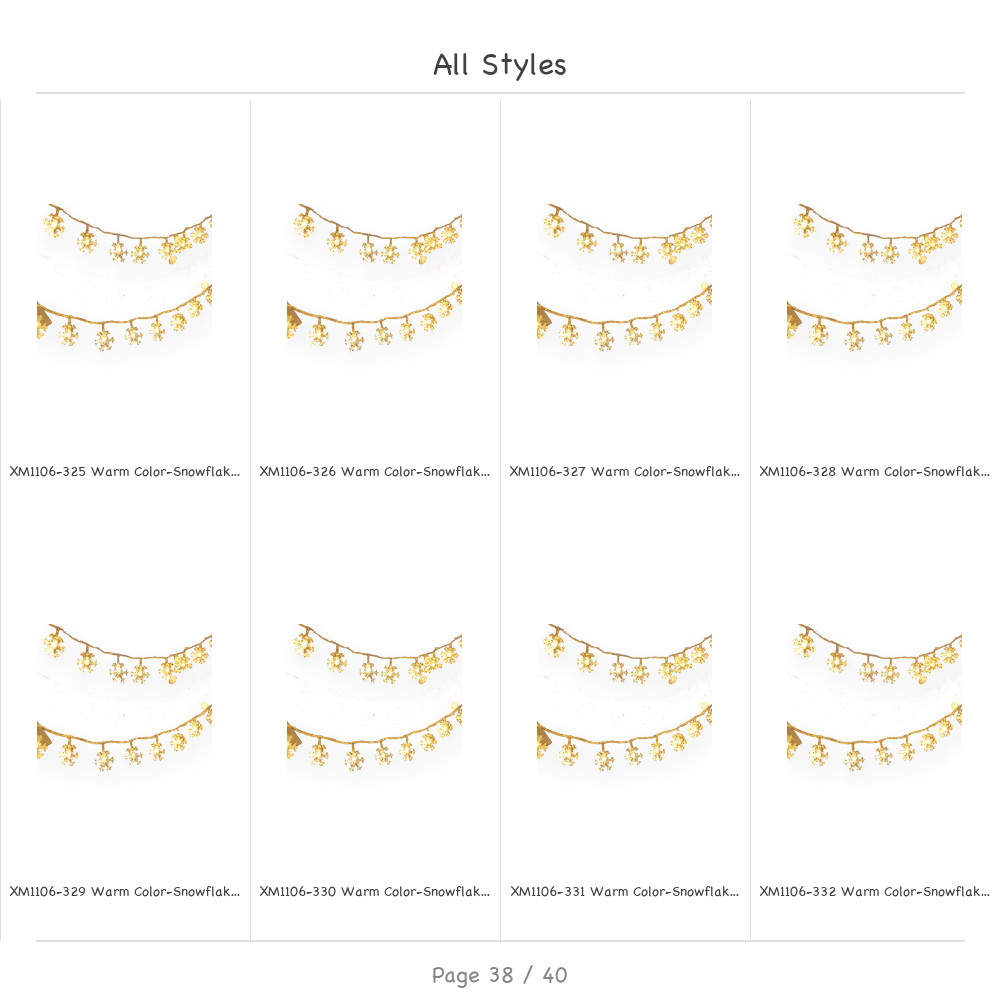 All Styles
XM1106-325 Warm Color-Snowflak...
XM1106-326 Warm Color-Snowflak...
XM1106-327 Warm Color-Snowflak...
XM1106-328 Warm Color-Snowflak...
XM1106-329 Warm Color-Snowflak...
XM1106-330 Warm Color-Snowflak...
XM1106-331 Warm Color-Snowflak...
XM1106-332 Warm Color-Snowflak...
Page 38 / 40